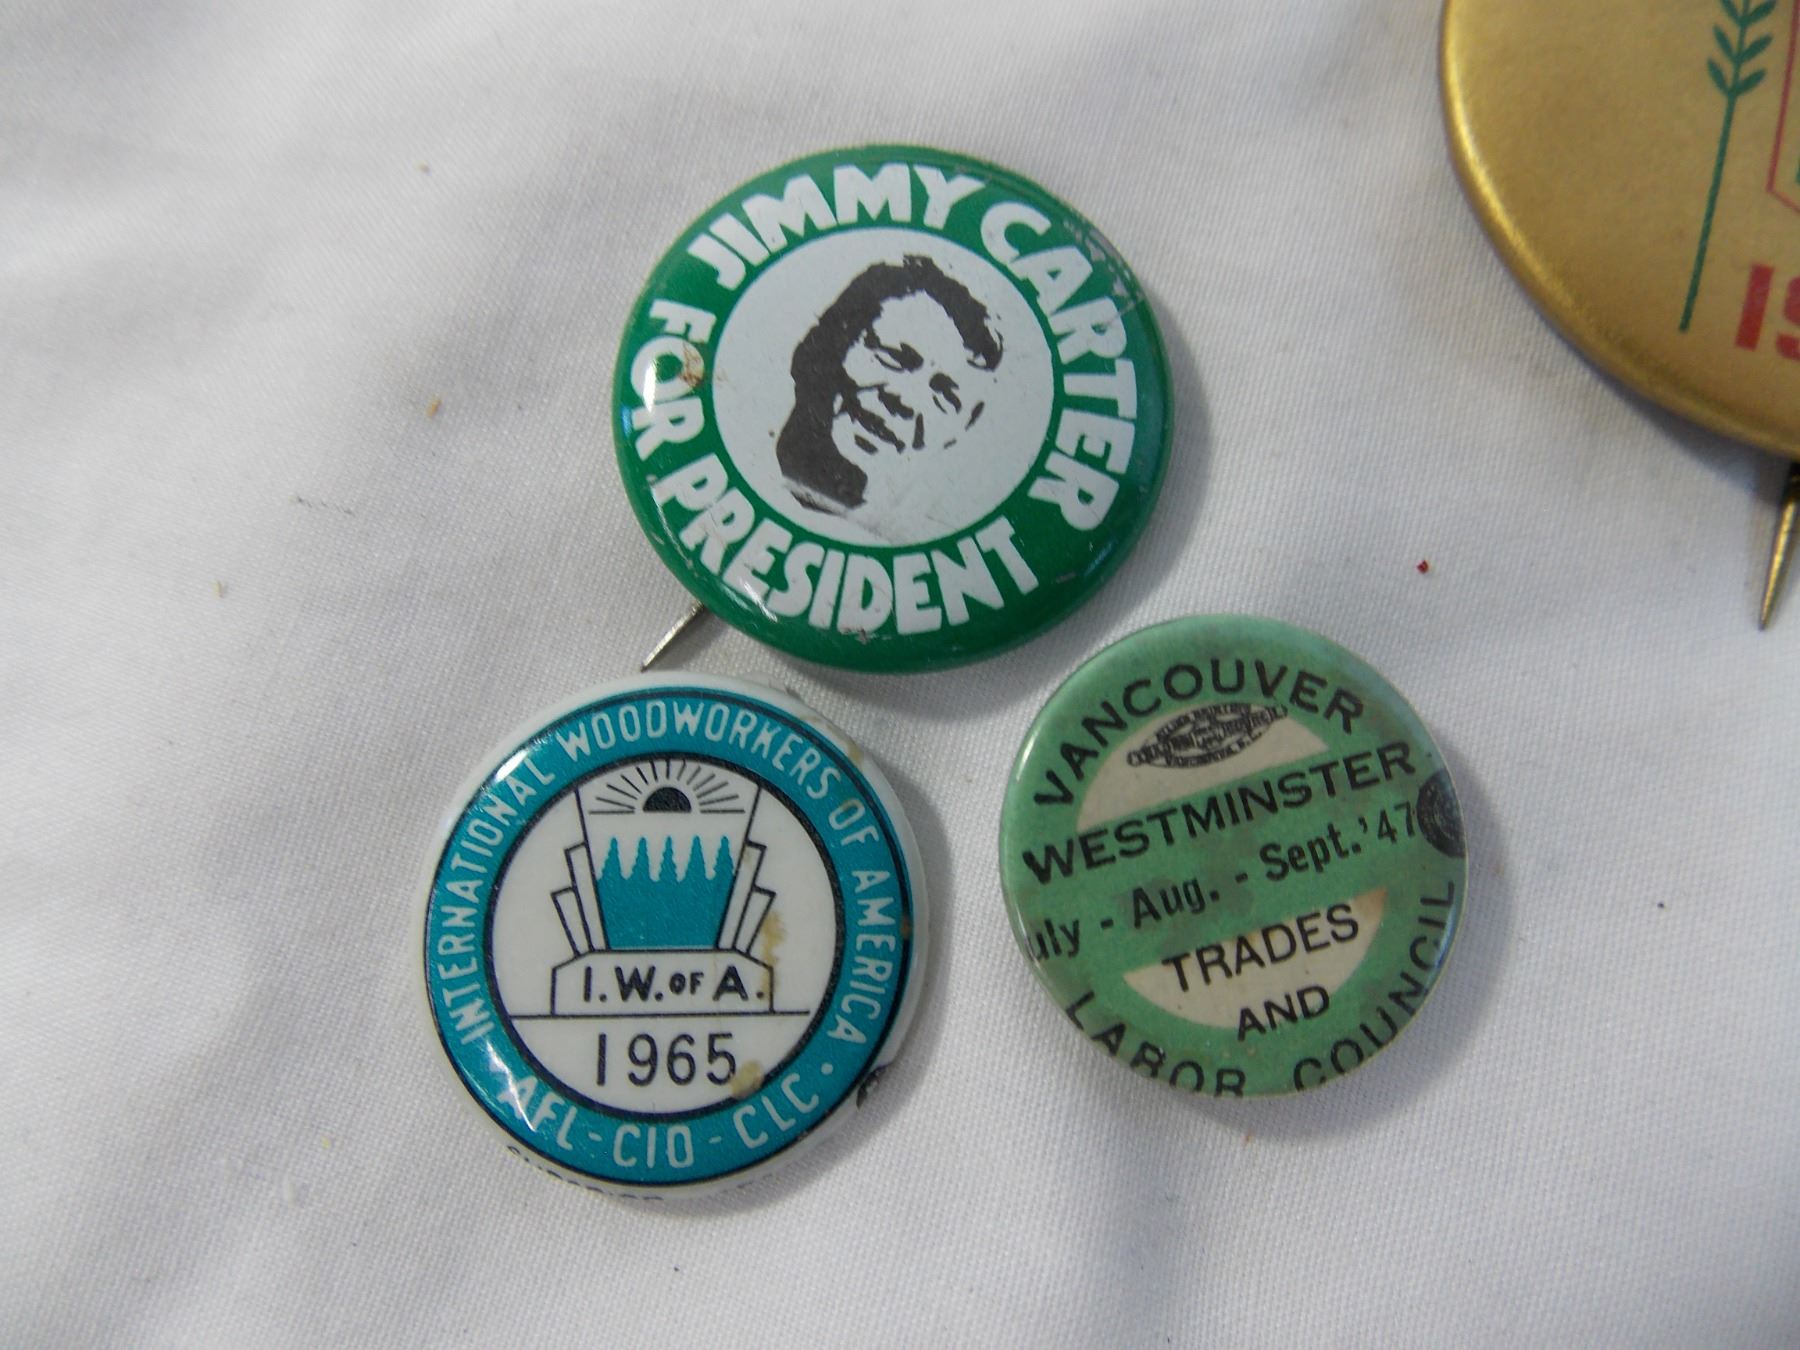 JIMMY CARTER
FOR PRESIDENT
INTERNATIONAL WOODWORKERS OF AMERICA ·
AFL-CIO-CLC
I.W. OF A.
1965
VANCOUVER
WESTMINSTER
uly - Aug. - Sept. '47
TRADES
AND
LABOR COUNCIL